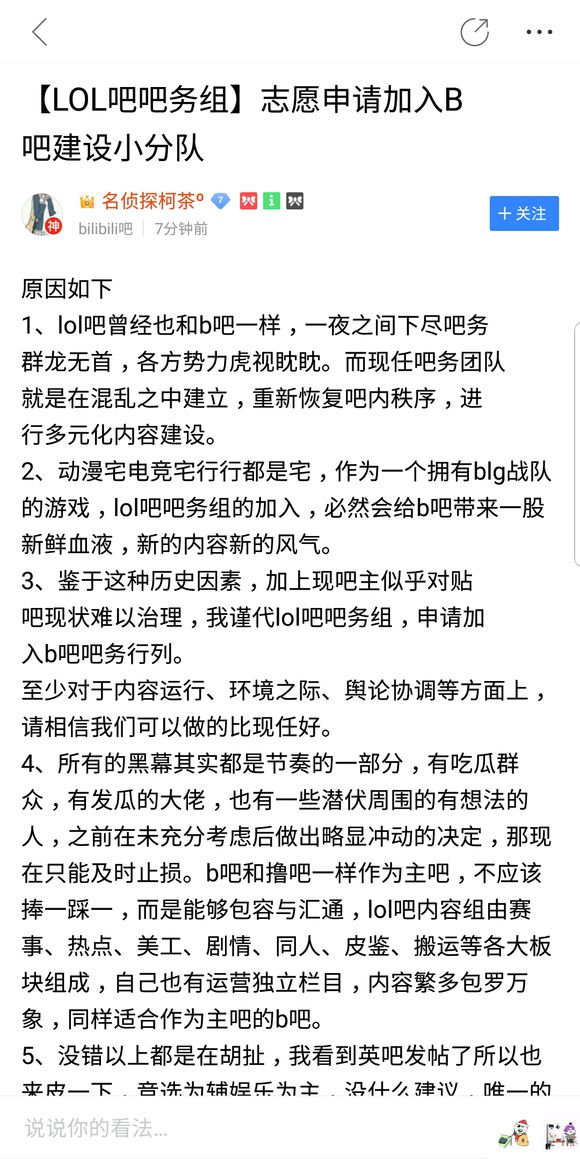 【LOL吧吧务组】志愿申请加入B
吧建设小分队
名侦探柯茶º 7
神
bilibili吧 7分钟前
+ 关注
原因如下
1、lol吧曾经也和b吧一样，一夜之间下尽吧务
群龙无首，各方势力虎视眈眈。而现任吧务团队
就是在混乱之中建立，重新恢复吧内秩序，进
行多元化内容建设。
2、动漫宅电竞宅行行都是宅，作为一个拥有blg战队
的游戏，lol吧吧务组的加入，必然会给b吧带来一股
新鲜血液，新的内容新的风气。
3、鉴于这种历史因素，加上现吧主似乎对贴
吧现状难以治理，我谨代lol吧吧务组，申请加
入b吧吧务行列。
至少对于内容运行、环境之际、舆论协调等方面上，
请相信我们可以做的比现任好。
4、所有的黑幕其实都是节奏的一部分，有吃瓜群
众，有发瓜的大佬，也有一些潜伏周围的有想法的
人，之前在未充分考虑后做出略显冲动的决定，那现
在只能及时止损。b吧和撸吧一样作为主吧，不应该
捧一踩一，而是能够包容与汇通，lol吧内容组由赛
事、热点、美工、剧情、同人、皮鉴、搬运等各大板
块组成，自己也有运营独立栏目，内容繁多包罗万
象，同样适合作为主吧的b吧。
5、没错以上都是在胡扯，我看到英吧发帖了所以也
来皮一下，竞选为辅娱乐为主，没什么建议，唯一的
说说你的看法...